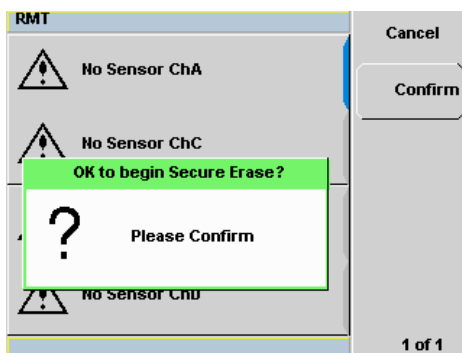 RMT
Cancel
No Sensor ChA
Confirm
No Sensor ChC
OK to begin Secure Erase?
?
Please Confirm
No Sensor ChD
1 of 1